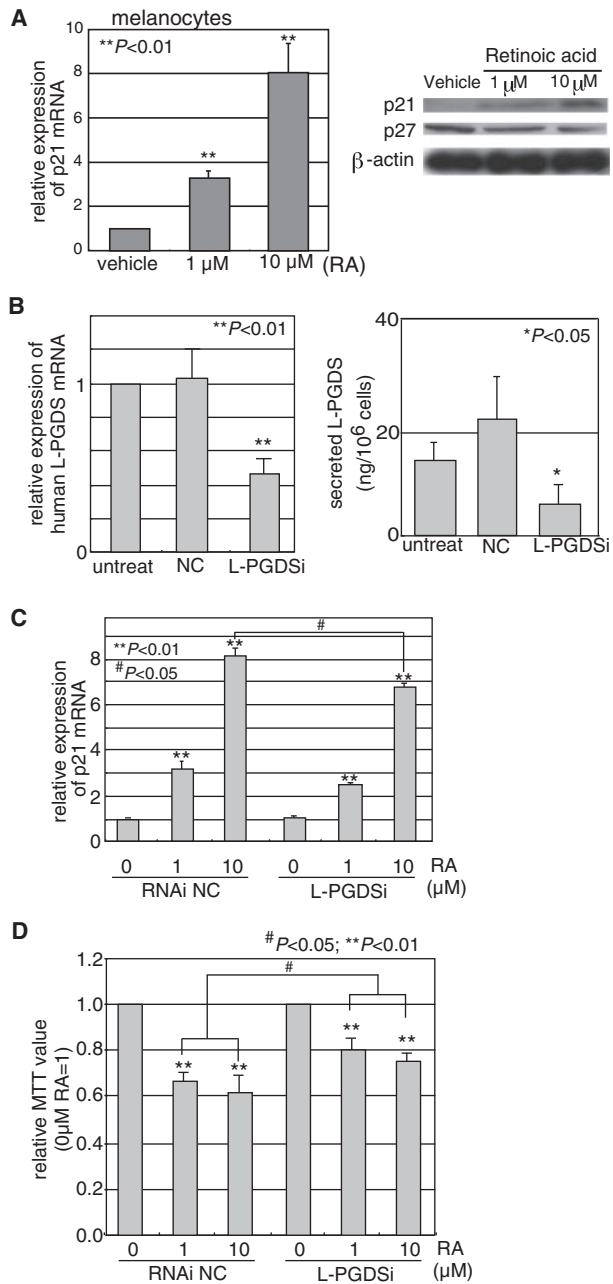 A
melanocytes
**P<0.01
relative expression
of p21 mRNA
10
8
6
4
2
0
**
**
vehicle 1 µM 10 µM (RA)
Retinoic acid
Vehicle 1 µM 10 µM
p21
p27
β-actin
B
**P<0.01
relative expression of
human L-PGDS mRNA
1
0
**
untreat NC L-PGDSi
*P<0.05
secreted L-PGDS
(ng/10⁶ cells)
40
20
0
*
untreat NC L-PGDSi
C
**P<0.01
#P<0.05
relative expression
of p21 mRNA
8
6
4
2
0
#
** ** ** **
0 1 10 0 1 10 RA
RNAi NC L-PGDSi (µM)
D
#P<0.05; **P<0.01
relative MTT value
(0µM RA=1)
1.2
1.0
0.8
0.6
0.4
0.2
0.0
#
** ** ** **
0 1 10 0 1 10 RA
RNAi NC L-PGDSi (µM)